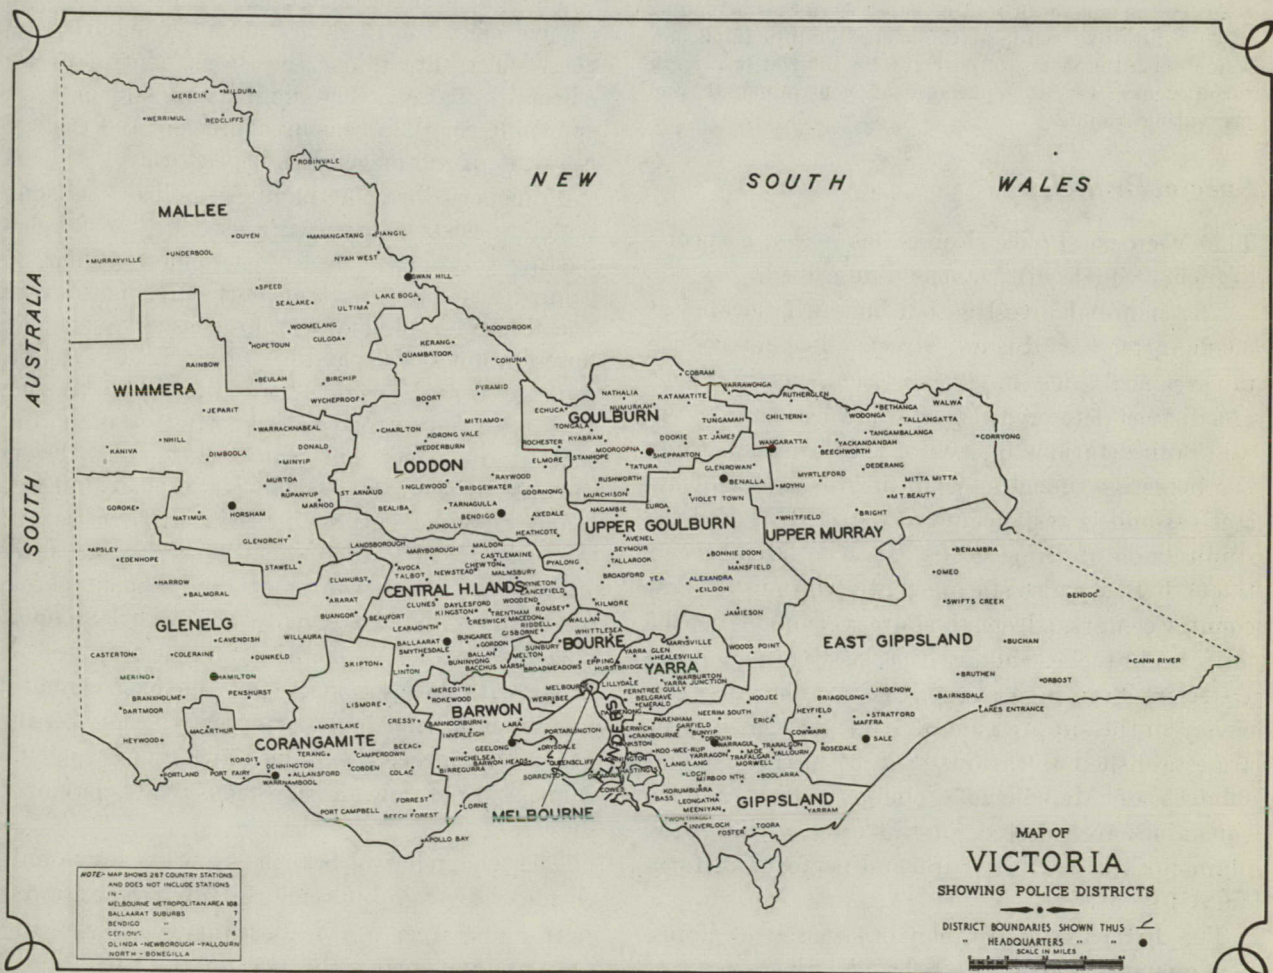 NEW SOUTH WALES
SOUTH AUSTRALIA
MERBEIN
MILDURA
WERRIMUL
REDCLIFFS
ROBINVALE
MALLEE
OUYEN
MANANGATANG
PIANGIL
MURRAYVILLE
UNDERBOOL
NYAH WEST
SWAN HILL
SPEED
SEALAKE
LAKE BOGA
ULTIMA
WOOMELANG
CULGOA
HOPETOUN
KERANG
KOONDROOK
QUAMBATOOK
COHUNA
RAINBOW
BEULAH
BIRCHIP
WYCHEPROOF
PYRAMID
BOORT
WIMMERA
JEPARIT
WARRACKNABEAL
NHILL
KANIVA
DIMBOOLA
DONALD
MINYIP
MURTOA
RUPANYUP
MARNOO
GOROKE
NATIMUK
HORSHAM
GLENORCHY
STAWELL
CHARLTON
MITIAMO
KORONG VALE
WEDDERBURN
LODDON
ST. ARNAUD
INGLEWOOD
RAYWOOD
BRIDGEWATER
ELMORE
GOORNONG
BEALIBA
TARNAGULLA
BENDIGO
AVEDALE
DUNOLLY
HEATHCOTE
COBRAM
YARRAWONGA
NATHALIA
ECHUCA
NUMURKAH
KATAMATITE
GOULBURN
TONGALA
TUNGAMAH
ROCHESTER
KYABRAM
DOOKIE
ST. JAMES
STANHOPE
MOOROOPNA
SHEPPARTON
TATURA
RUSHWORTH
MURCHISON
GLENROWAN
BENALLA
VIOLET TOWN
NAGAMBIE
EUROA
UPPER GOULBURN
AVENEL
SEYMOUR
TALLAROOK
BONNIE DOON
MANSFIELD
PYALONG
BROADFORD
YEA
ALEXANDRA
EILDON
KILMORE
JAMIESON
RUTHERGLEN
CHILTERN
WODONGA
BETHANGA
WALWA
TALLANGATTA
TANGAMBALANGA
CORRYONG
WANGARATTA
YACKANDANDAH
BEECHWORTH
DEDERANG
MYRTLEFORD
MITTA MITTA
MOYHU
MT. BEAUTY
WHITFIELD
BRIGHT
UPPER MURRAY
APSLEY
EDENHOPE
HARROW
BALMORAL
GLENELG
CAVENDISH
WILLAURA
CASTERTON
COLERAINE
DUNKELD
MERINO
HAMILTON
BRANXHOLME
PENSHURST
DARTMOOR
MACARTHUR
HEYWOOD
PORTLAND
LANDSBOROUGH
ELMHURST
ARARAT
BUANGOR
MARYBOROUGH
MALDON
CASTLEMAINE
AVOCA
CHEWTON
TALBOT
NEWSTEAD
MALMSBURY
KYNETON
LANCEFIELD
CENTRAL H.LANDS
CLUNES
DAYLESFORD
WOODEND
KINGSTON
TRENTHAM
ROMSEY
BEAUFORT
LEARMONTH
CRESWICK
MACEDON
RIDDELL
GISBORNE
BALLAARAT
BUNGAREE
GORDON
SMYTHESDALE
BALLAN
BUNINYONG
BACCHUS MARSH
LINTON
SKIPTON
SUNBURY
MELTON
WALLAN
WHITTLESEA
BOURKE
BROADMEADOWS
EPPING
HURSTBRIDGE
YARRA GLEN
MARYSVILLE
HEALESVILLE
YARRA
WARBURTON
YARRA JUNCTION
LILLYDALE
FERNTREE GULLY
BELGRAVE
EMERALD
WOODS POINT
MELBOURNE
WERRIBEE
MEREDITH
ROKEWOOD
BARWON
BANNOCKBURN
LARA
INVERLEIGH
GEELONG
PORTARLINGTON
DRYSDALE
WINCHELSEA
BARWON HEADS
QUEENSCLIFF
BIRREGURRA
SORRENTO
LORNE
LISMORE
CRESSY
MORTLAKE
CORANGAMITE
BEEAC
TERANG
CAMPERDOWN
KOROIT
DENNINGTON
COBDEN
COLAC
PORT FAIRY
ALLANSFORD
WARRNAMBOOL
FORREST
PORT CAMPBELL
BEECH FOREST
APOLLO BAY
MELBOURNE
DANDENONG
BERWICK
PAKENHAM
NEERIM SOUTH
MOOJEE
ERICA
GARFIELD
CRANBOURNE
BUNYIP
DROUIN
WARRAGUL
TRARALGON
MOE
YALLOURN
KOO-WEE-RUP
YARRAGON
TRAFALGAR
LANG LANG
MORWELL
HASTINGS
LOCH
MIRBOO NTH.
BOOLARRA
COWES
KORUMBURRA
BASS
LEONGATHA
GIPPSLAND
MEENIYAN
YARRAM
WONTHAGGI
INVERLOCH
TOORA
FOSTER
BENAMBRA
OMEO
SWIFTS CREEK
BENDOC
EAST GIPPSLAND
BUCHAN
CANN RIVER
BRUTHEN
ORBOST
LINDENOW
BRIAGOLONG
BAIRNSDALE
LAKES ENTRANCE
HEYFIELD
STRATFORD
MAFFRA
COWWARR
SALE
ROSEDALE
NOTE:- MAP SHOWS 287 COUNTRY STATIONS
AND DOES NOT INCLUDE STATIONS
IN -
MELBOURNE METROPOLITAN AREA 108
BALLAARAT SUBURBS 7
BENDIGO " 7
GEELONG " 6
OLINDA - NEWBOROUGH - YALLOURN
NORTH - BONEGILLA
MAP OF
VICTORIA
SHOWING POLICE DISTRICTS
DISTRICT BOUNDARIES SHOWN THUS
" HEADQUARTERS " "
SCALE IN MILES